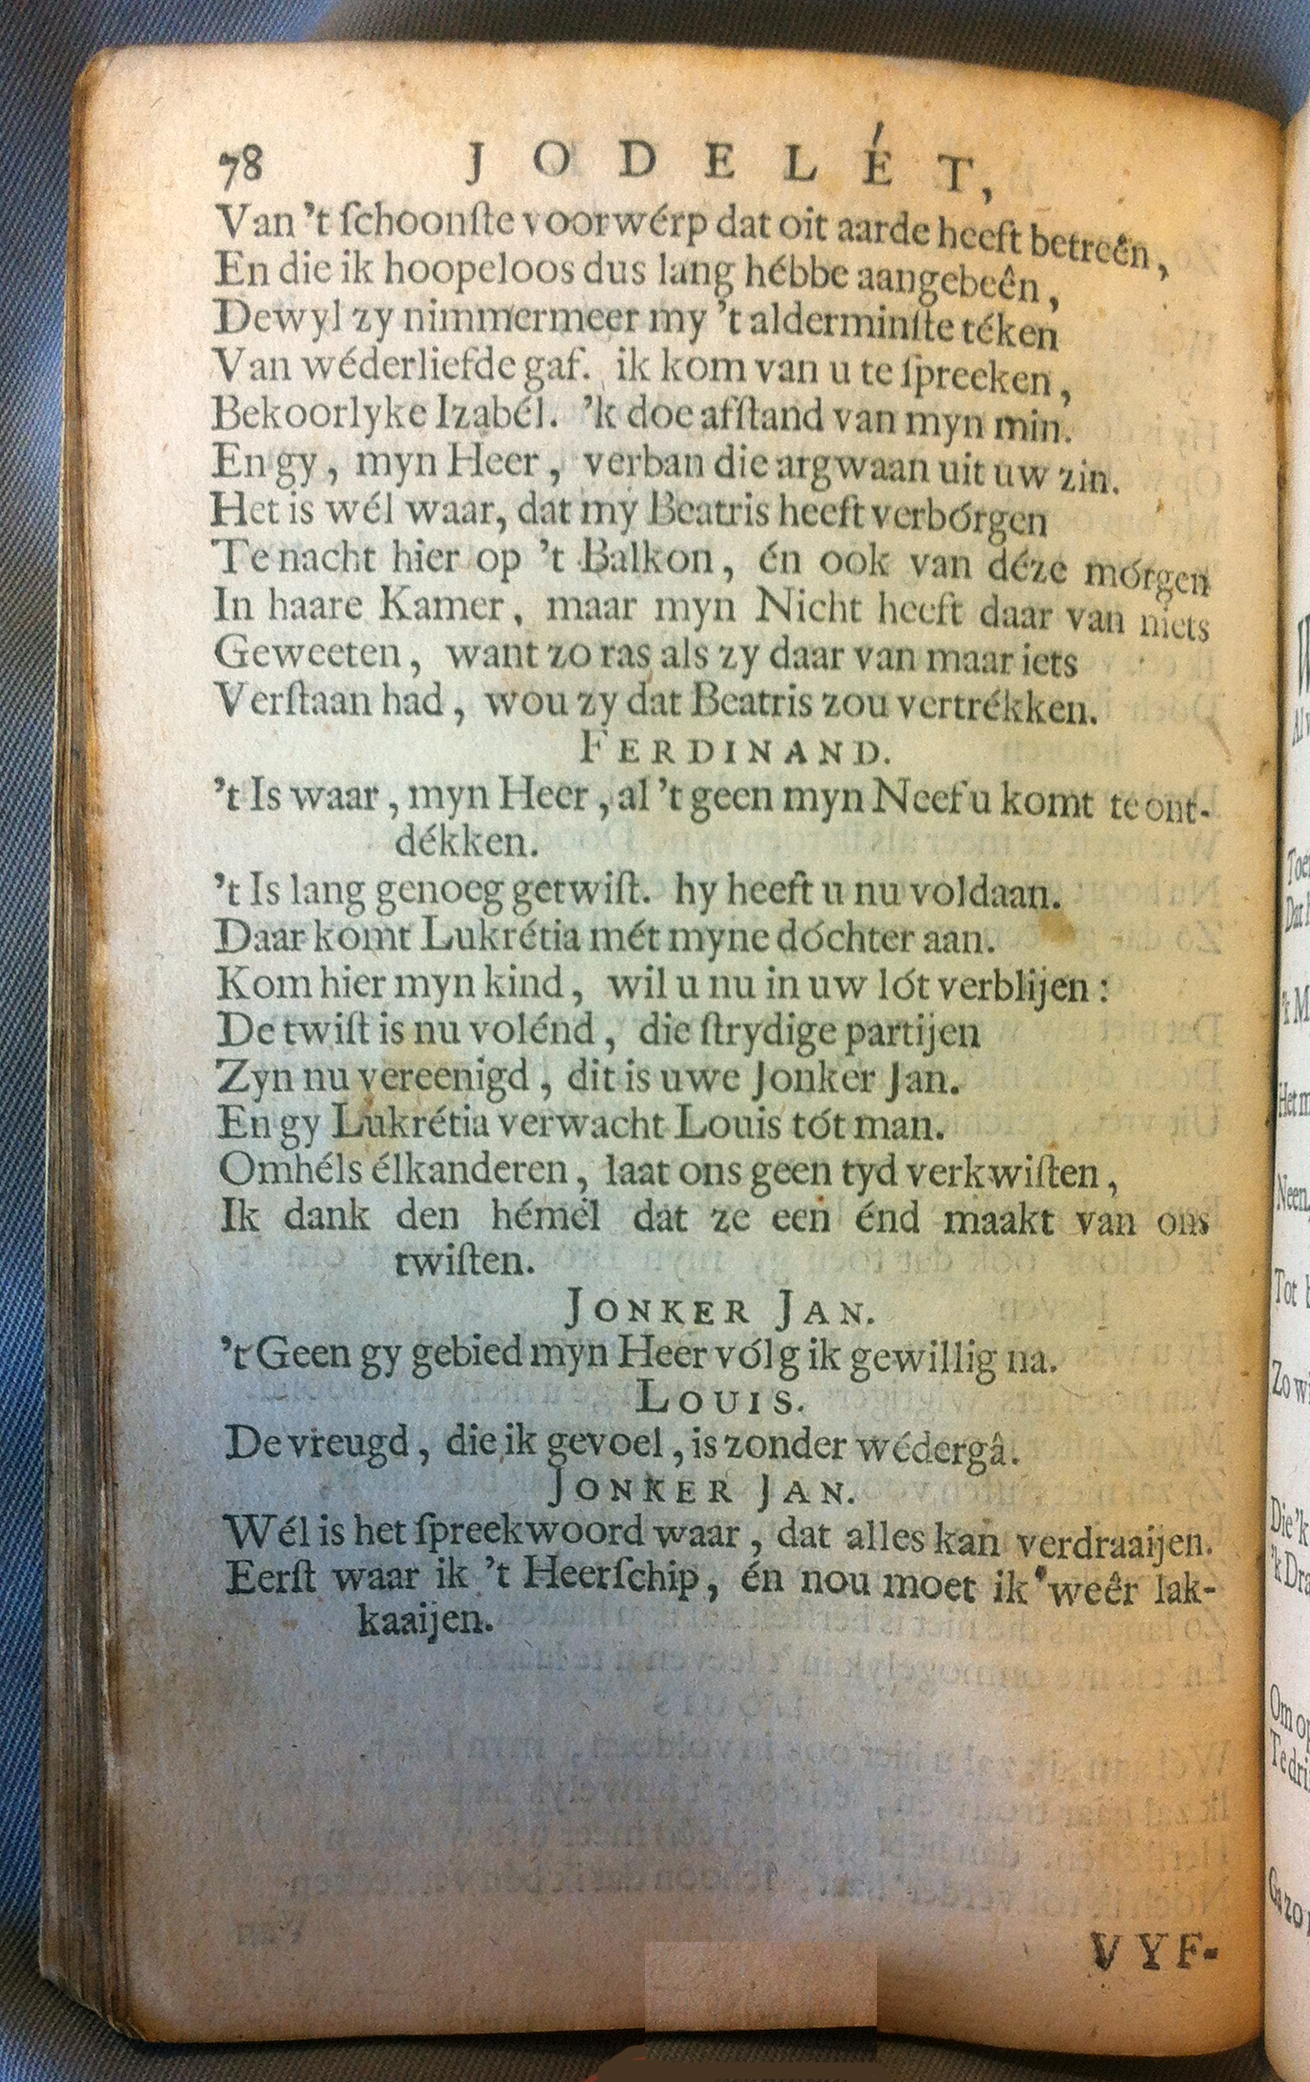 78 JODELÉT,
Van 't ſchoonſte voorwérp dat oit aarde heeft betreên,
En die ik hoopeloos dus lang hébbe aangebeên,
Dewyl zy nimmermeer my 't alderminſte téken
Van wéderliefde gaf. ik kom van u te ſpreeken,
Bekoorlyke Izabél. 'k doe afſtand van myn min.
En gy, myn Heer, verban die argwaan uit uw zin.
Het is wél waar, dat my Beatris heeft verbórgen
Te nacht hier op 't Balkon, én ook van déze mórgen
In haare Kamer, maar myn Nicht heeft daar van niets
Geweeten, want zo ras als zy daar van maar iets
Verſtaan had, wou zy dat Beatris zou vertrékken.
FERDINAND.
't Is waar, myn Heer, al 't geen myn Neef u komt te ont-
dékken.
't Is lang genoeg getwiſt. hy heeft u nu voldaan.
Daar komt Lukrétia mét myne dóchter aan.
Kom hier myn kind, wil u nu in uw lót verblijen:
De twiſt is nu volénd, die ſtrydige partijen
Zyn nu vereenigd, dit is uwe Jonker Jan.
En gy Lukrétia verwacht Louis tót man.
Omhéls élkanderen, laat ons geen tyd verkwiſten,
Ik dank den hémel dat ze een énd maakt van ons
twiſten.
JONKER JAN.
't Geen gy gebied myn Heer vólg ik gewillig na.
LOUIS.
De vreugd, die ik gevoel, is zonder wédergâ.
JONKER JAN.
Wél is het ſpreekwoord waar, dat alles kan verdraaijen.
Eerſt waar ik 't Heerſchip, én nou moet ik weêr lak-
kaaijen.
VYF-